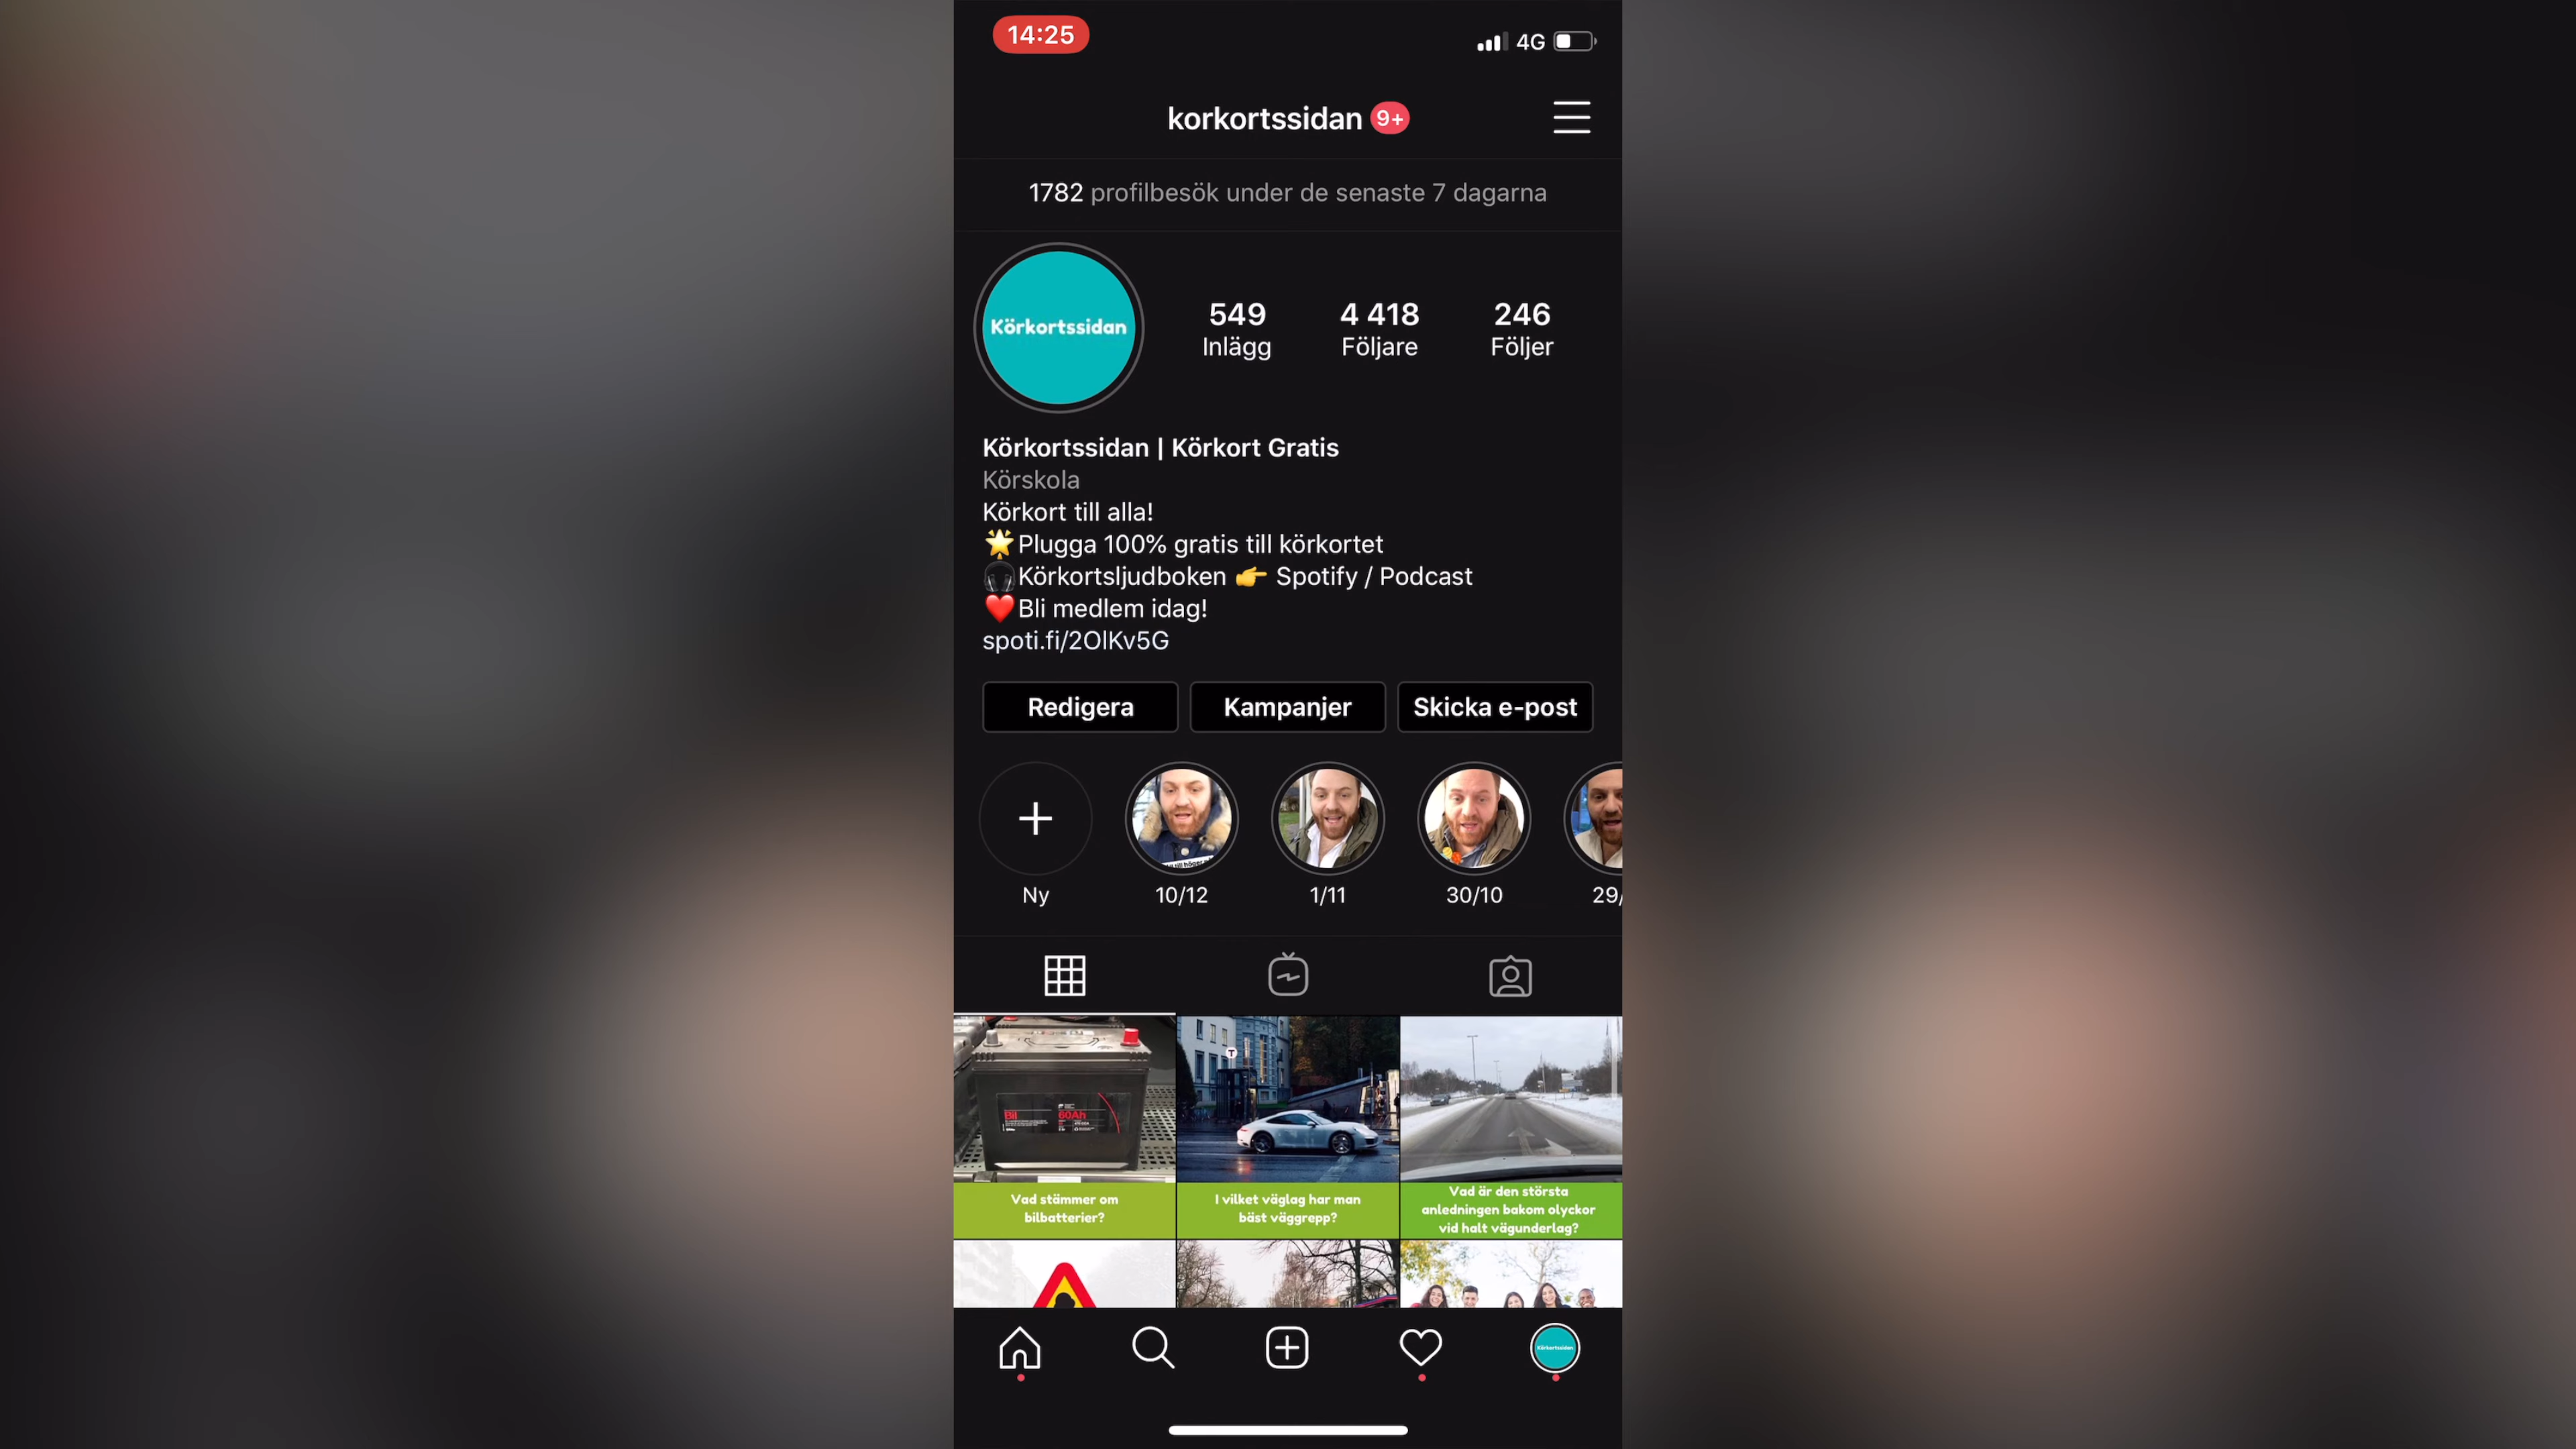 14:25
4G
korkortssidan 9+
1782 profilbesök under de senaste 7 dagarna
Körkortssidan
549
Inlägg
4 418
Följare
246
Följer
Körkortssidan | Körkort Gratis
Körskola
Körkort till alla!
🌟Plugga 100% gratis till körkortet
🎧Körkortsljudboken 👉 Spotify / Podcast
❤️Bli medlem idag!
spoti.fi/2OlKv5G
Redigera
Kampanjer
Skicka e-post
Ny
10/12
1/11
30/10
29/
Bil
60Ah
T
Vad stämmer om
bilbatterier?
I vilket väglag har man
bäst väggrepp?
Vad är den största
anledningen bakom olyckor
vid halt vägunderlag?
Körkortssidan